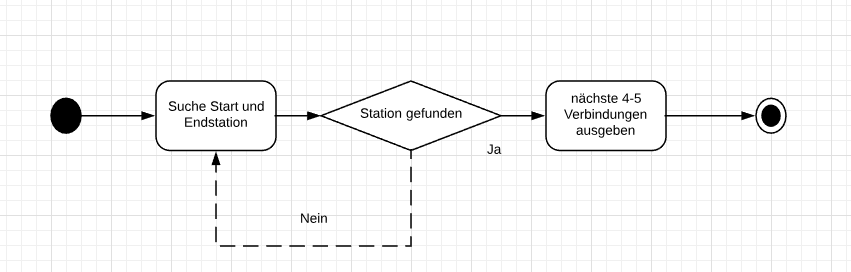 Suche Start und
Endstation
Station gefunden
Ja
nächste 4-5
Verbindungen
ausgeben
Nein